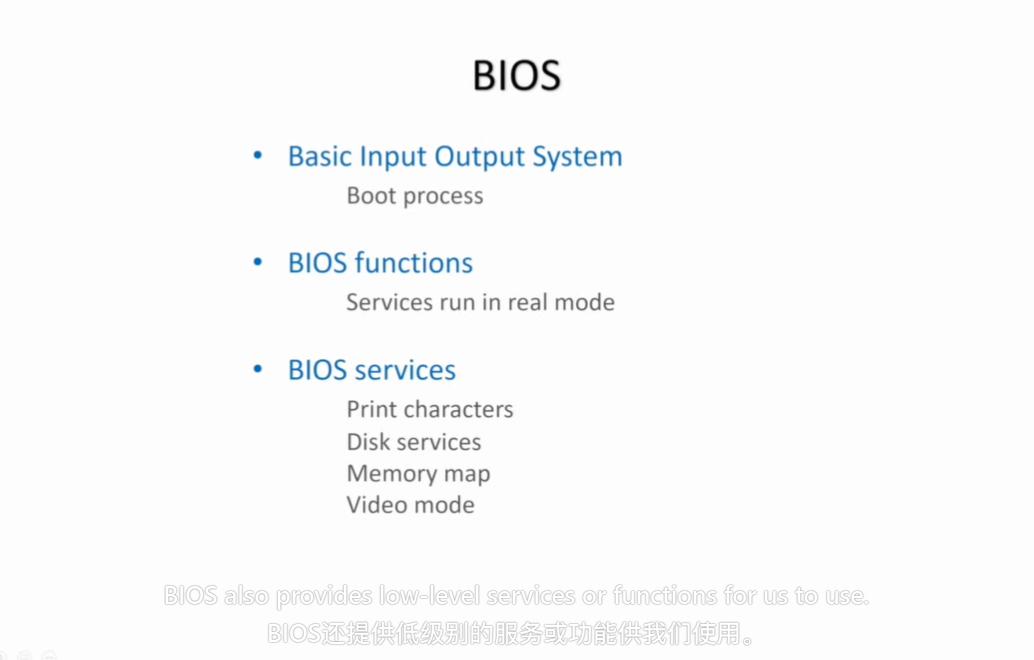 BIOS
• Basic Input Output System
Boot process
• BIOS functions
Services run in real mode
• BIOS services
Print characters
Disk services
Memory map
Video mode
BIOS also provides low-level services or functions for us to use.
BIOS还提供低级别的服务或功能供我们使用。